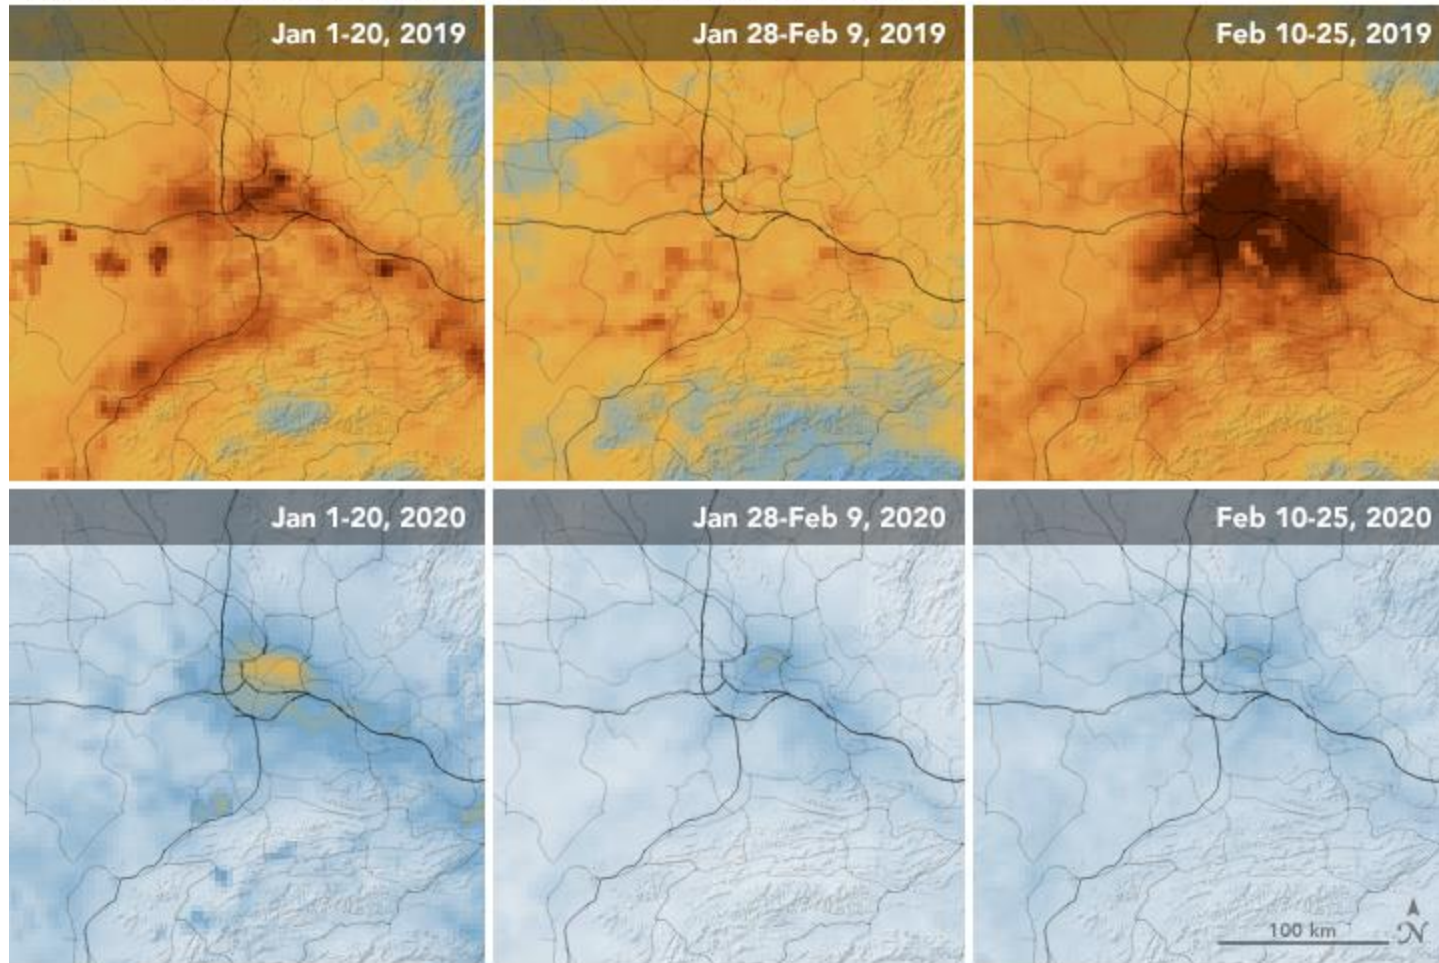 Jan 1-20, 2019
Jan 28-Feb 9, 2019
Feb 10-25, 2019
Jan 1-20, 2020
Jan 28-Feb 9, 2020
Feb 10-25, 2020
100 km
N